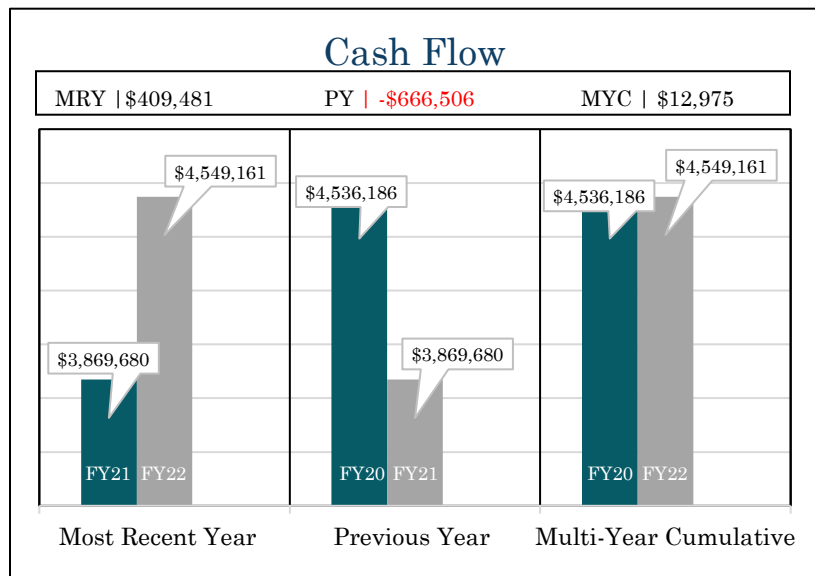 Cash Flow
MRY | $409,481 PY | -$666,506 MYC | $12,975
$4,549,161
$4,536,186
$4,549,161
$4,536,186
$3,869,680
$3,869,680
FY21 FY22 FY20 FY21 FY20 FY22
Most Recent Year Previous Year Multi-Year Cumulative